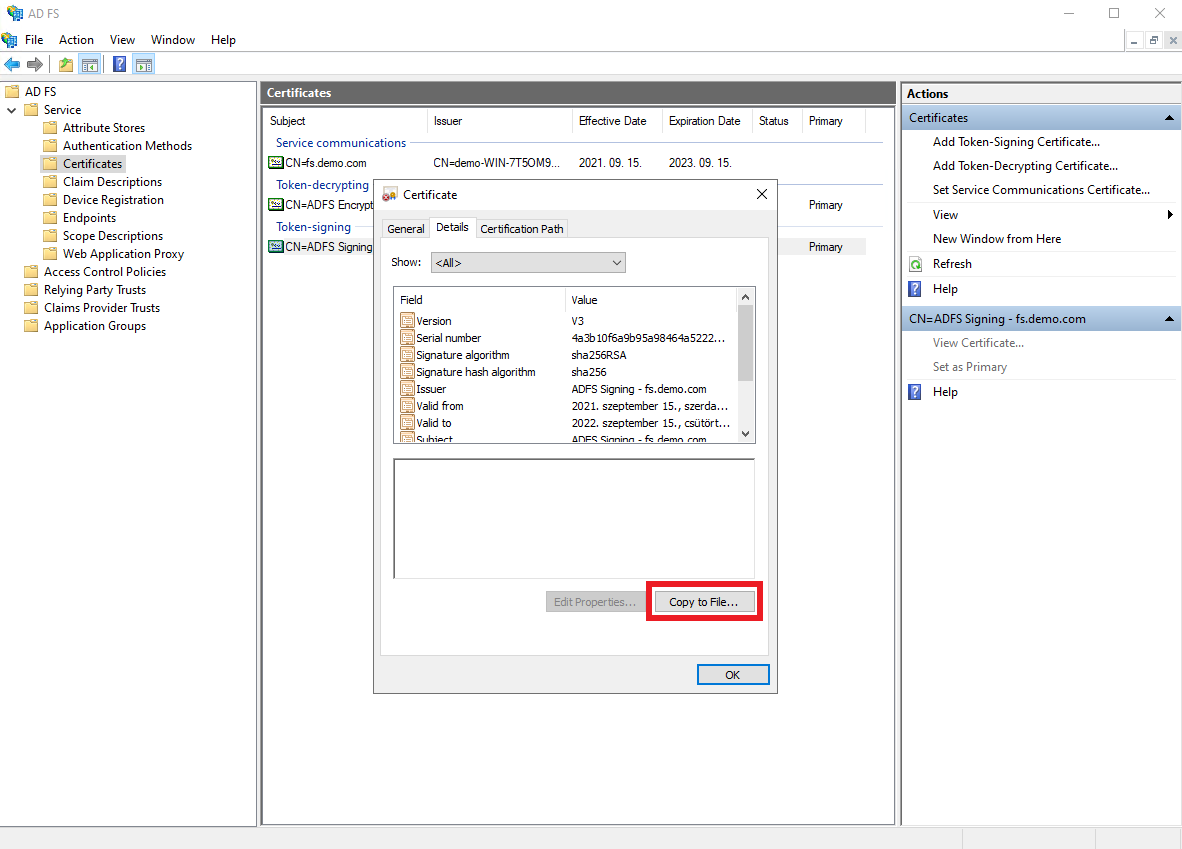 AD FS
File Action View Window Help
AD FS
Service
Attribute Stores
Authentication Methods
Certificates
Claim Descriptions
Device Registration
Endpoints
Scope Descriptions
Web Application Proxy
Access Control Policies
Relying Party Trusts
Claims Provider Trusts
Application Groups
Certificates
Subject Issuer Effective Date Expiration Date Status Primary
Service communications
CN=fs.demo.com CN=demo-WIN-7T5OM9... 2021. 09. 15. 2023. 09. 15.
Token-decrypting
CN=ADFS Encrypt Primary
Token-signing
CN=ADFS Signing Primary
Certificate
General Details Certification Path
Show: <All>
Field Value
Version V3
Serial number 4a3b10f6a9b95a98464a5222...
Signature algorithm sha256RSA
Signature hash algorithm sha256
Issuer ADFS Signing - fs.demo.com
Valid from 2021. szeptember 15., szerda...
Valid to 2022. szeptember 15., csütört...
Subject ADFS Signing - fs.demo.com
Edit Properties... Copy to File...
OK
Actions
Certificates
Add Token-Signing Certificate...
Add Token-Decrypting Certificate...
Set Service Communications Certificate...
View
New Window from Here
Refresh
Help
CN=ADFS Signing - fs.demo.com
View Certificate...
Set as Primary
Help